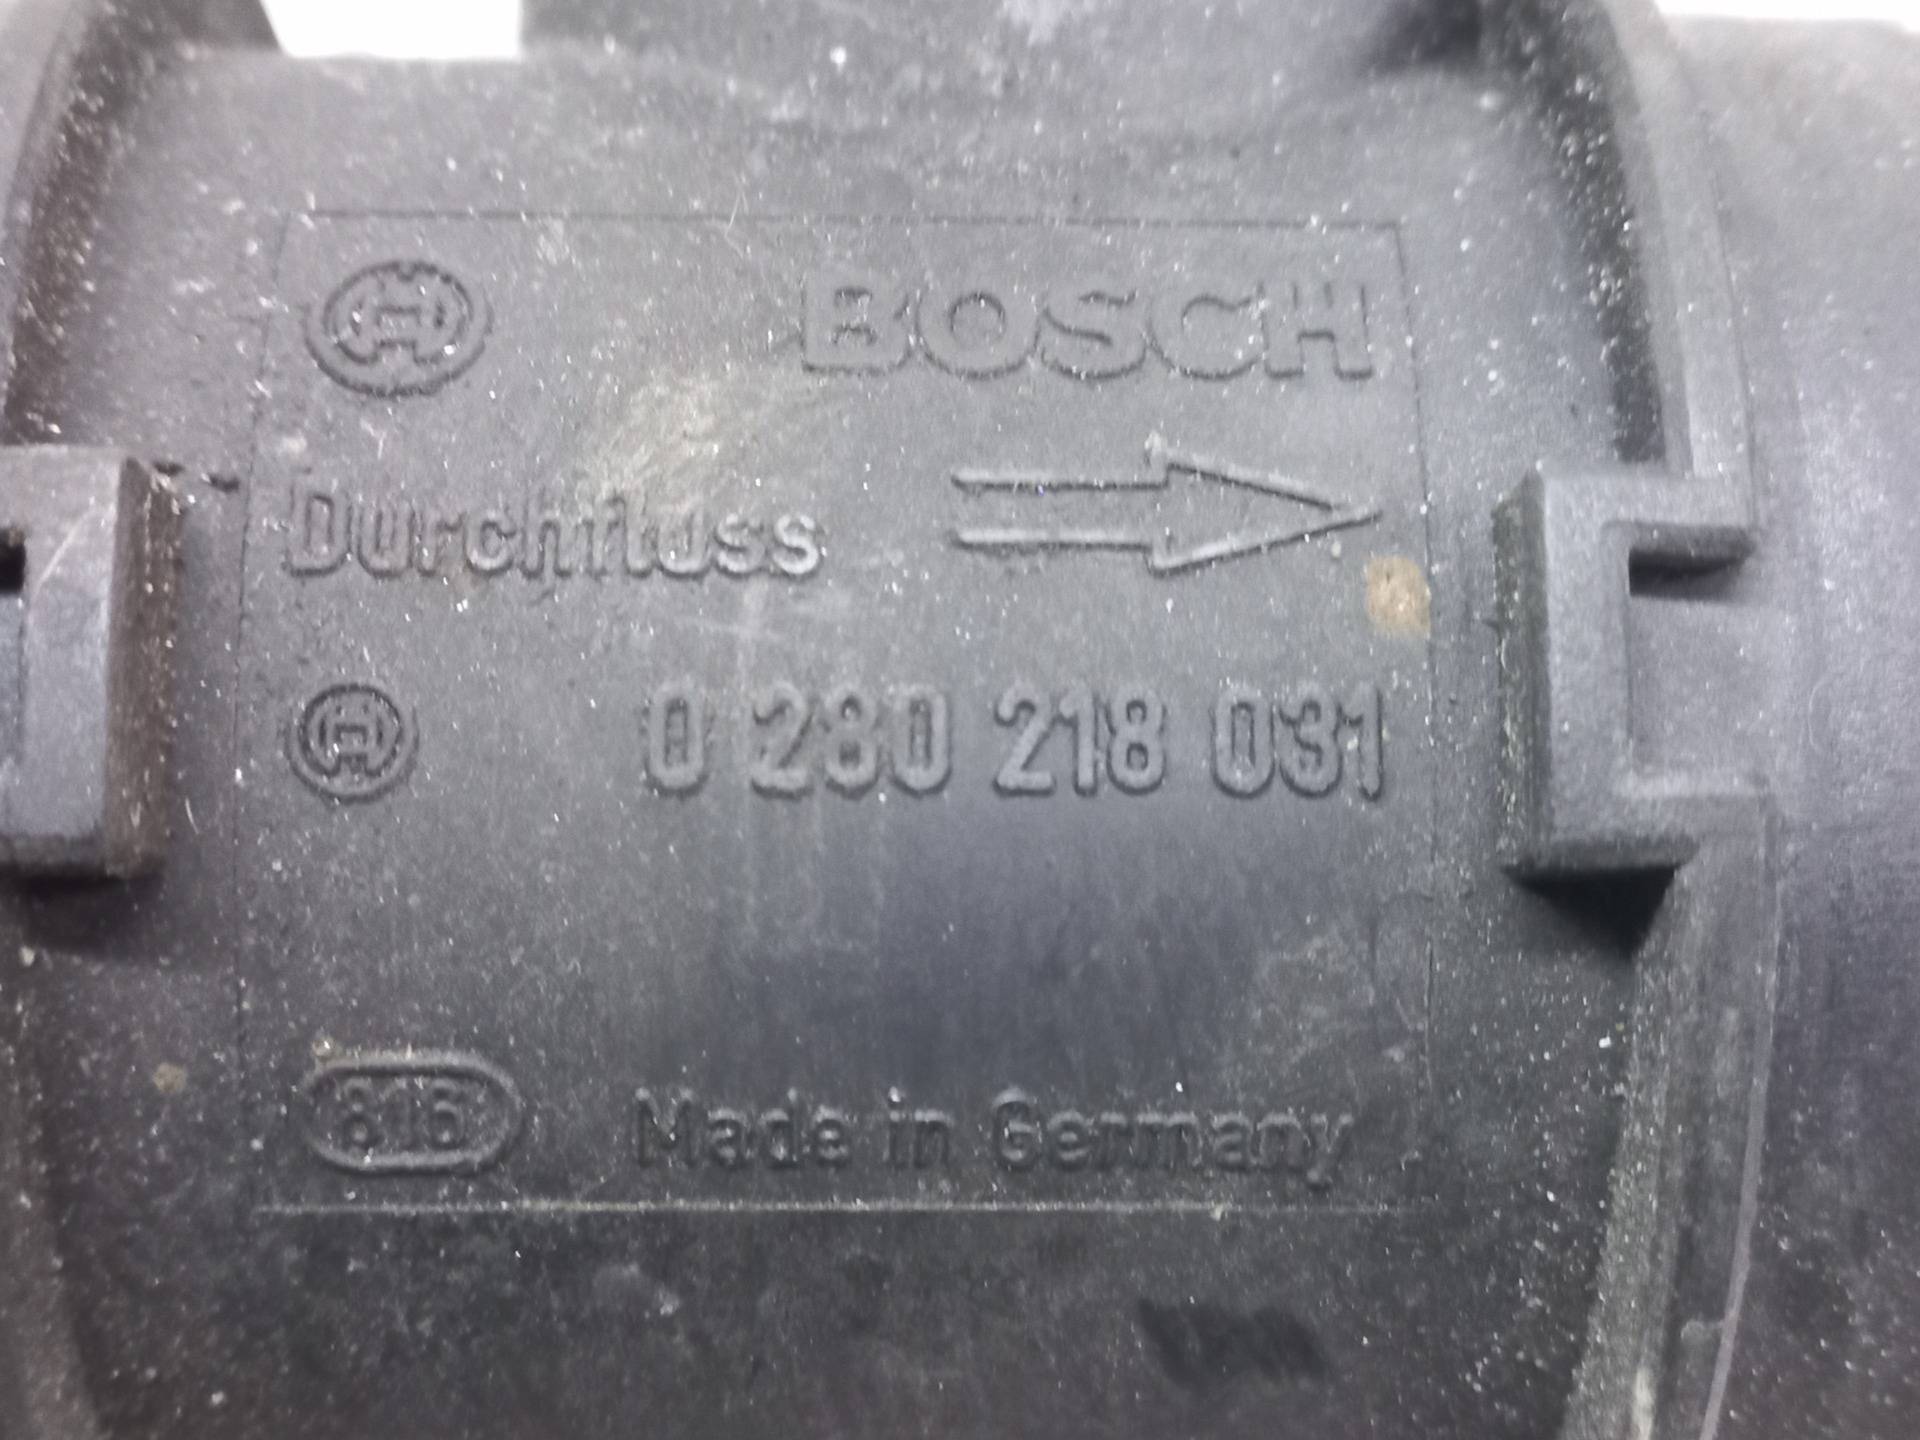 BOSCH
Durchfluss
0 280 218 031
816 Made in Germany